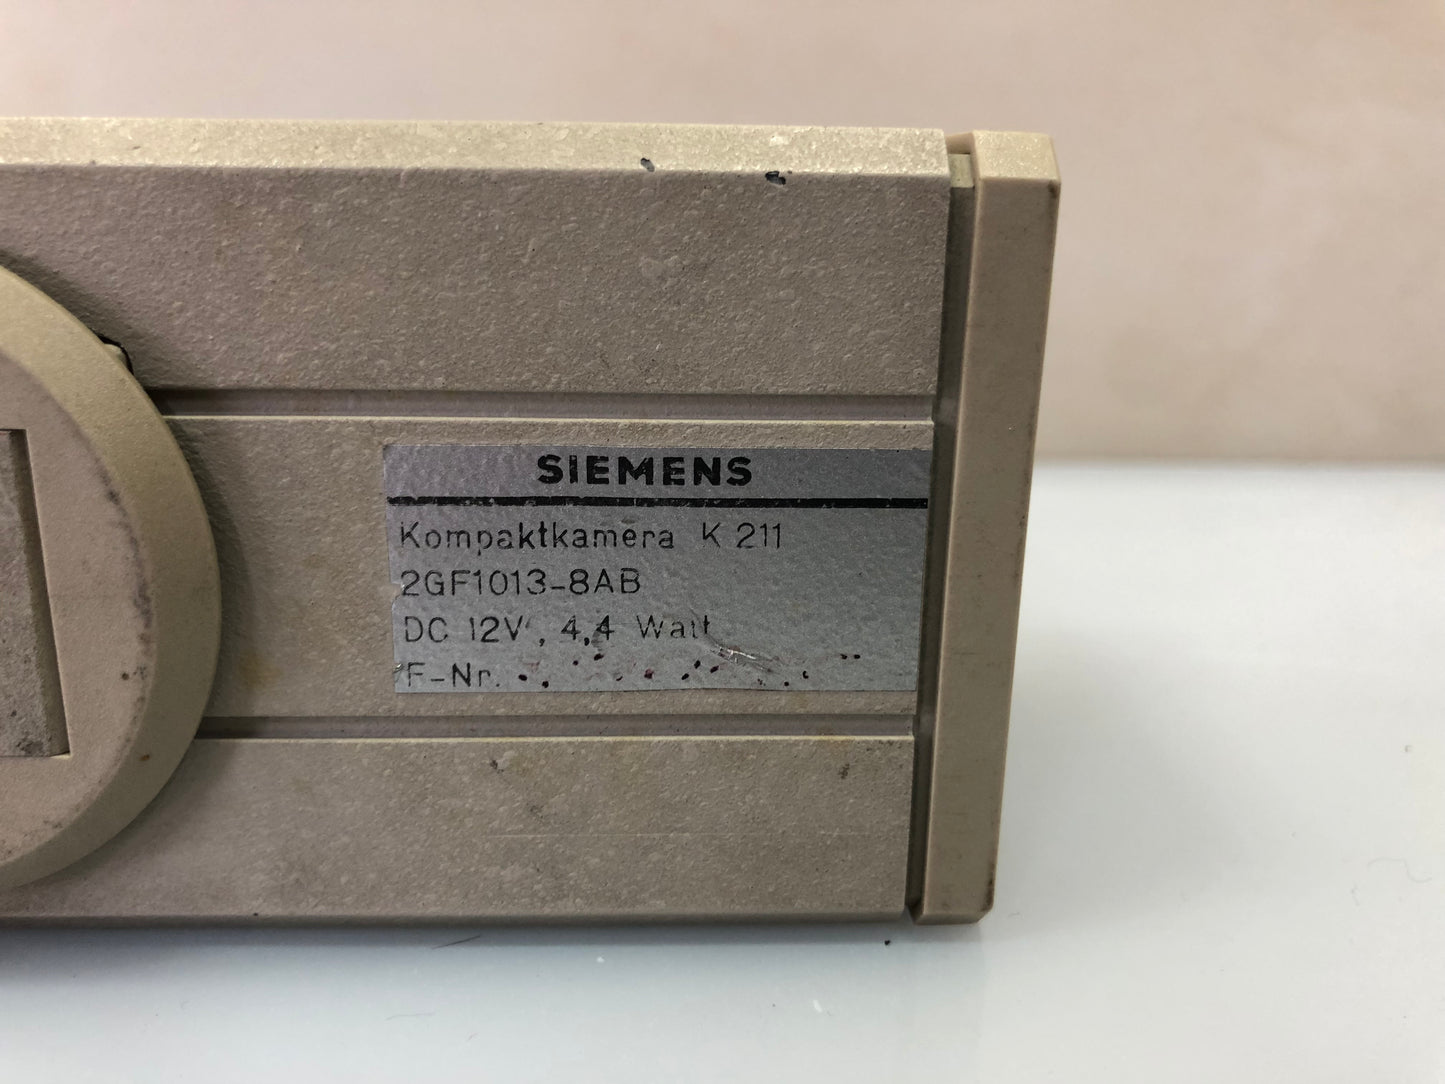 SIEMENS
Kompaktkamera K 211
2GF1013-8AB
DC 12V, 4,4 Watt
F-Nr.